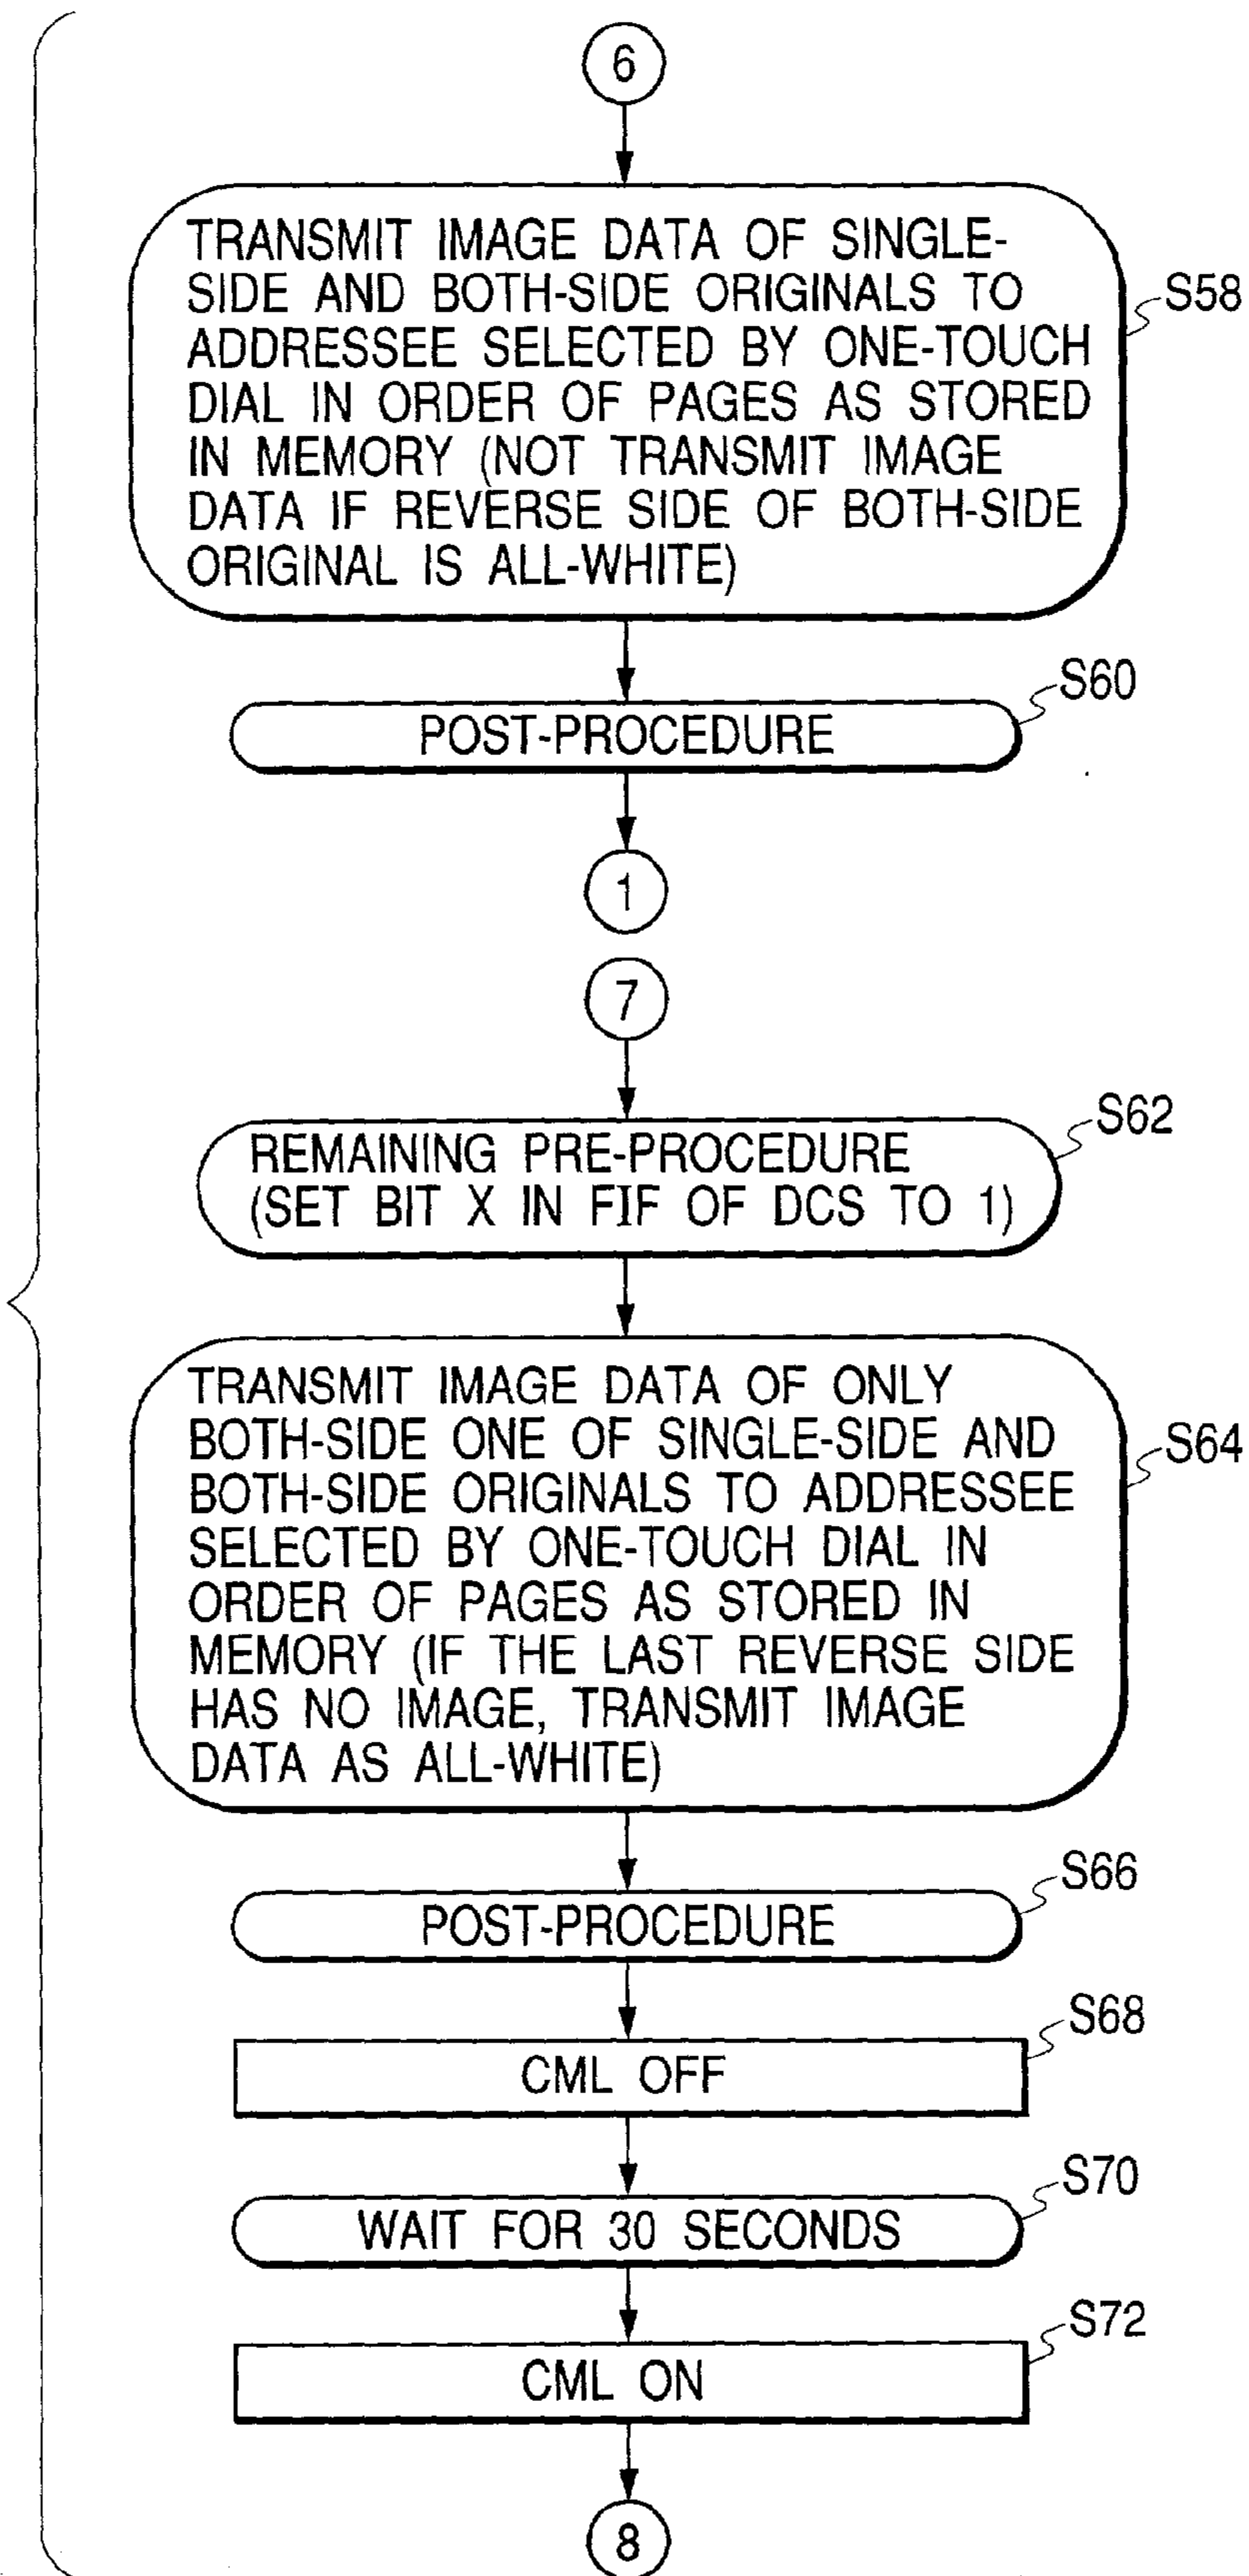 6
TRANSMIT IMAGE DATA OF SINGLE-
SIDE AND BOTH-SIDE ORIGINALS TO
ADDRESSEE SELECTED BY ONE-TOUCH
DIAL IN ORDER OF PAGES AS STORED
IN MEMORY (NOT TRANSMIT IMAGE
DATA IF REVERSE SIDE OF BOTH-SIDE
ORIGINAL IS ALL-WHITE)
S58
POST-PROCEDURE
S60
1
7
REMAINING PRE-PROCEDURE
(SET BIT X IN FIF OF DCS TO 1)
S62
TRANSMIT IMAGE DATA OF ONLY
BOTH-SIDE ONE OF SINGLE-SIDE AND
BOTH-SIDE ORIGINALS TO ADDRESSEE
SELECTED BY ONE-TOUCH DIAL IN
ORDER OF PAGES AS STORED IN
MEMORY (IF THE LAST REVERSE SIDE
HAS NO IMAGE, TRANSMIT IMAGE
DATA AS ALL-WHITE)
S64
POST-PROCEDURE
S66
CML OFF
S68
WAIT FOR 30 SECONDS
S70
CML ON
S72
8